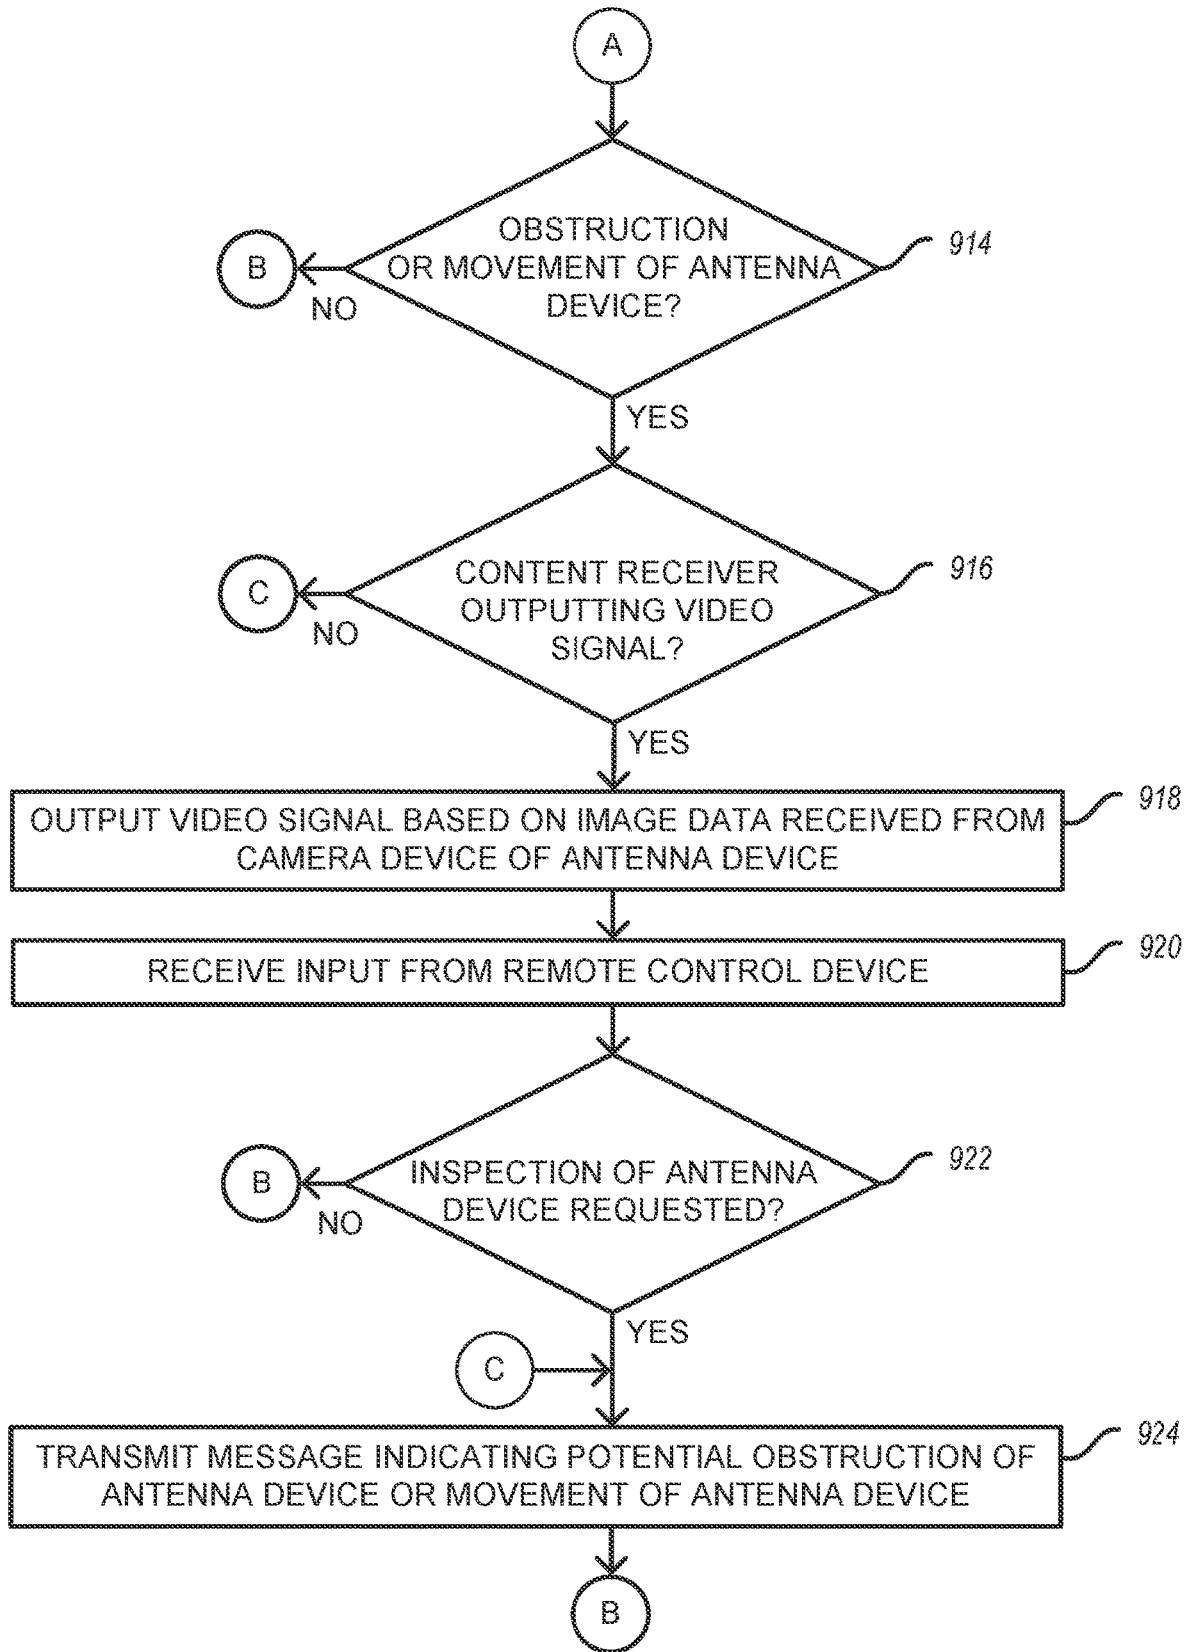 A
OBSTRUCTION
OR MOVEMENT OF ANTENNA
DEVICE?
914
B
NO
YES
CONTENT RECEIVER
OUTPUTTING VIDEO
SIGNAL?
916
C
NO
YES
OUTPUT VIDEO SIGNAL BASED ON IMAGE DATA RECEIVED FROM
CAMERA DEVICE OF ANTENNA DEVICE
918
RECEIVE INPUT FROM REMOTE CONTROL DEVICE
920
INSPECTION OF ANTENNA
DEVICE REQUESTED?
922
B
NO
YES
C
TRANSMIT MESSAGE INDICATING POTENTIAL OBSTRUCTION OF
ANTENNA DEVICE OR MOVEMENT OF ANTENNA DEVICE
924
B